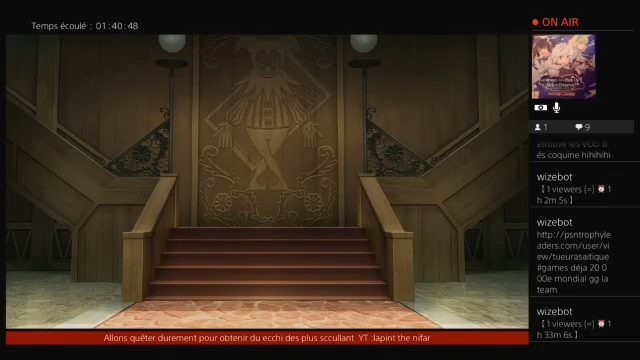 Temps écoulé : 01:40:48
ON AIR
1
9
és coquine hihihihi
wizebot
【 1 viewers (=) ⏰ 1
h 2m 5s 】
wizebot
http://psntrophyle
aders.com/user/vi
ew/tueurasaitique
#games déja 20 0
00e mondial gg la
team
wizebot
【 1 viewers (=) ⏰ 1
h 33m 6s 】
Allons quêter durement pour obtenir du ecchi des plus scculant YT :lapint the nifar